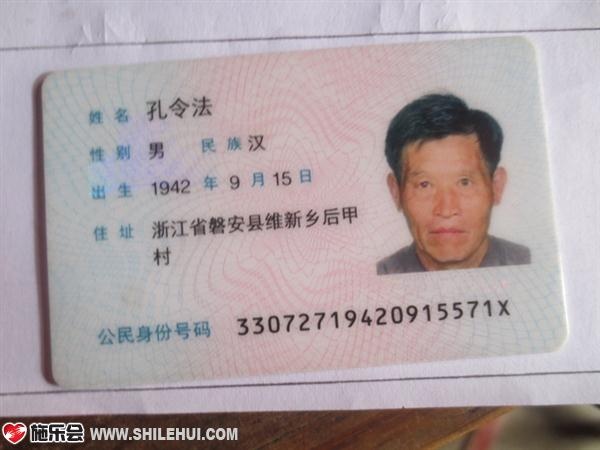 姓名 孔令法
性别 男 民族 汉
出生 1942 年 9 月 15 日
住址 浙江省磐安县维新乡后甲
村
公民身份号码 33072719420915571X
施乐会 WWW.SHILEHUI.COM